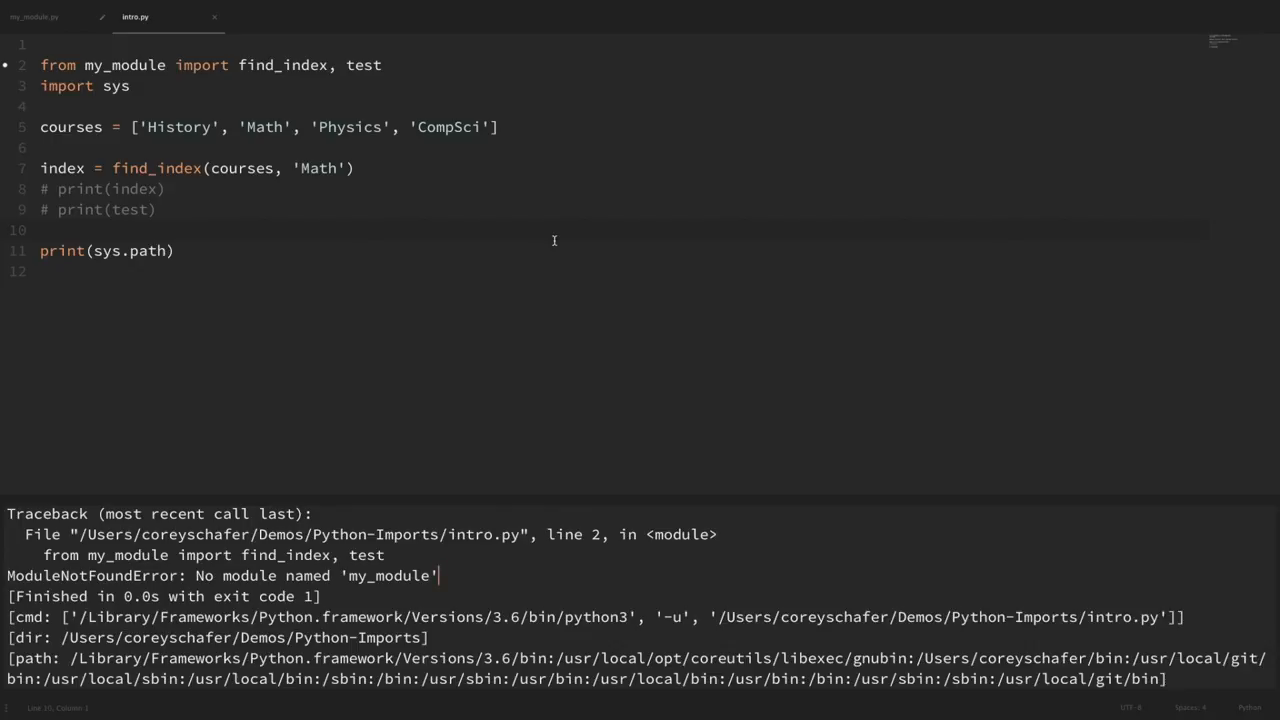 my_module.py
intro.py
1
2 from my_module import find_index, test
3 import sys
4
5 courses = ['History', 'Math', 'Physics', 'CompSci']
6
7 index = find_index(courses, 'Math')
8 # print(index)
9 # print(test)
10
11 print(sys.path)
12
Traceback (most recent call last):
  File "/Users/coreyschafer/Demos/Python-Imports/intro.py", line 2, in <module>
    from my_module import find_index, test
ModuleNotFoundError: No module named 'my_module'
[Finished in 0.0s with exit code 1]
[cmd: ['/Library/Frameworks/Python.framework/Versions/3.6/bin/python3', '-u', '/Users/coreyschafer/Demos/Python-Imports/intro.py']]
[dir: /Users/coreyschafer/Demos/Python-Imports]
[path: /Library/Frameworks/Python.framework/Versions/3.6/bin:/usr/local/opt/coreutils/libexec/gnubin:/Users/coreyschafer/bin:/usr/local/git/
bin:/usr/local/sbin:/usr/local/bin:/sbin:/usr/sbin:/usr/bin:/usr/local/bin:/usr/bin:/bin:/usr/sbin:/sbin:/usr/local/git/bin]
Line 10, Column 1
UTF-8
Spaces: 4
Python